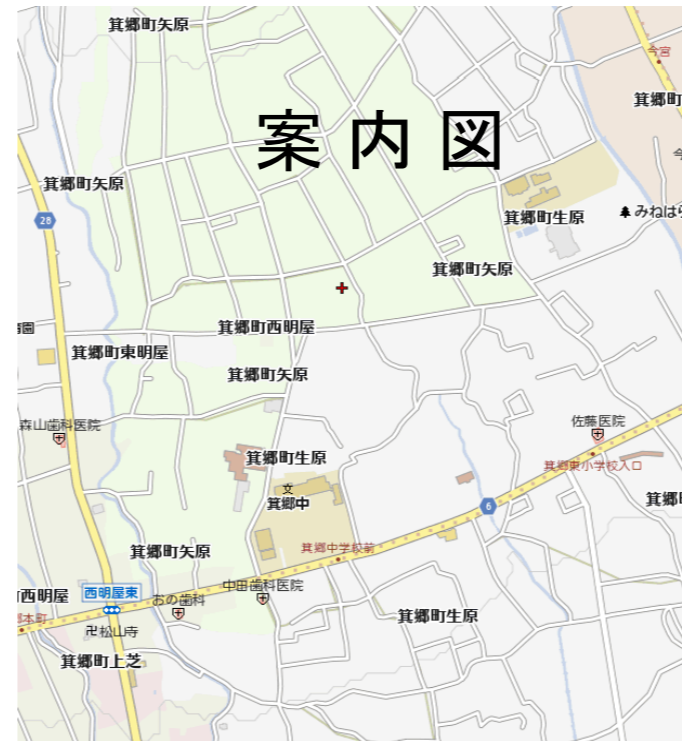 箕郷町矢原
今宮
箕郷町
案内図
箕郷町矢原
28
箕郷町生原
みねはら
箕郷町矢原
箕郷町西明屋
園
箕郷町東明屋
箕郷町矢原
森山歯科医院
佐藤医院
箕郷町生原
箕郷東小学校入口
文
箕郷中
6
箕郷町
箕郷中学校前
箕郷町矢原
中田歯科医院
町西明屋
西明屋東
おの歯科
箕郷町生原
郷本町
卍松山寺
箕郷町上芝